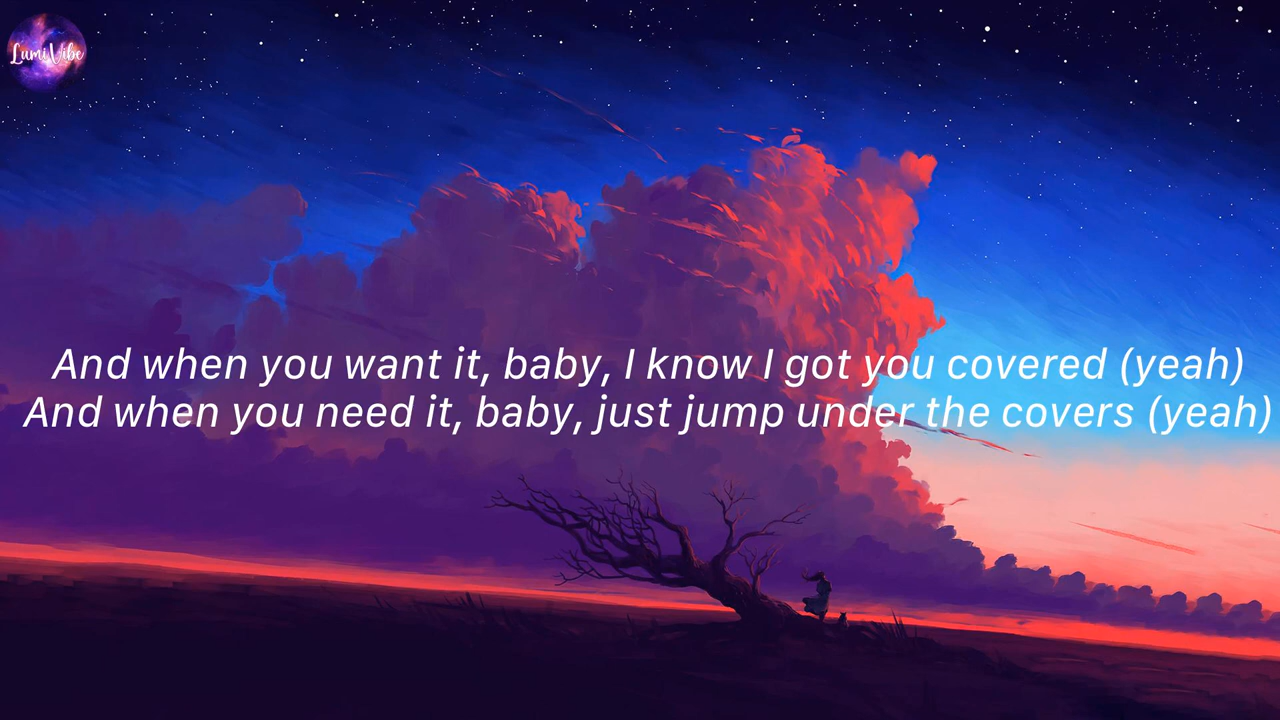 LumiVibe
And when you want it, baby, I know I got you covered (yeah)
And when you need it, baby, just jump under the covers (yeah)